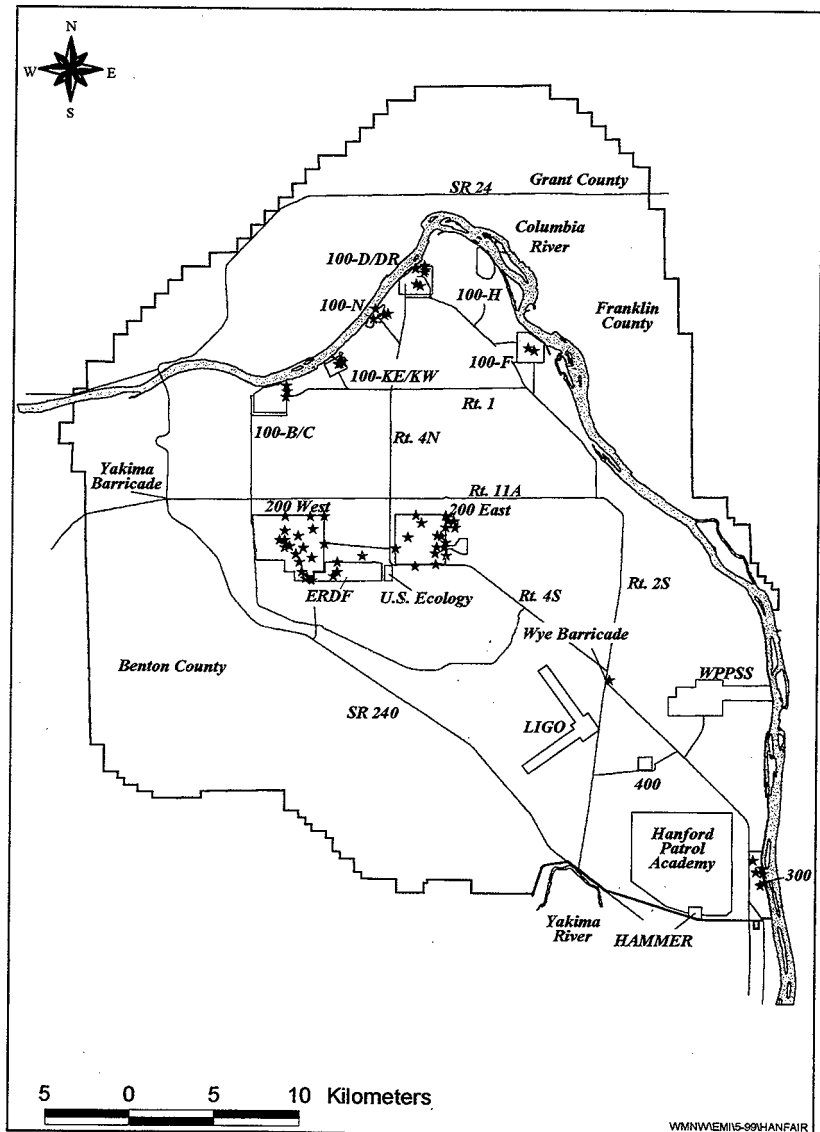 N
W E
S
Grant County
SR 24
Columbia
River
100-D/DR
100-H
100-N
Franklin
County
100-F
100-KE/KW
Rt. 1
100-B/C
Rt. 4N
Yakima
Barricade
Rt. 11A
200 West
200 East
ERDF
U.S. Ecology
Rt. 4S
Rt. 2S
Wye Barricade
Benton County
WPPSS
SR 240
LIGO
400
Hanford
Patrol
Academy
300
Yakima
River
HAMMER
5 0 5 10 Kilometers
WMNW\EMI\5-99\HANFAIR